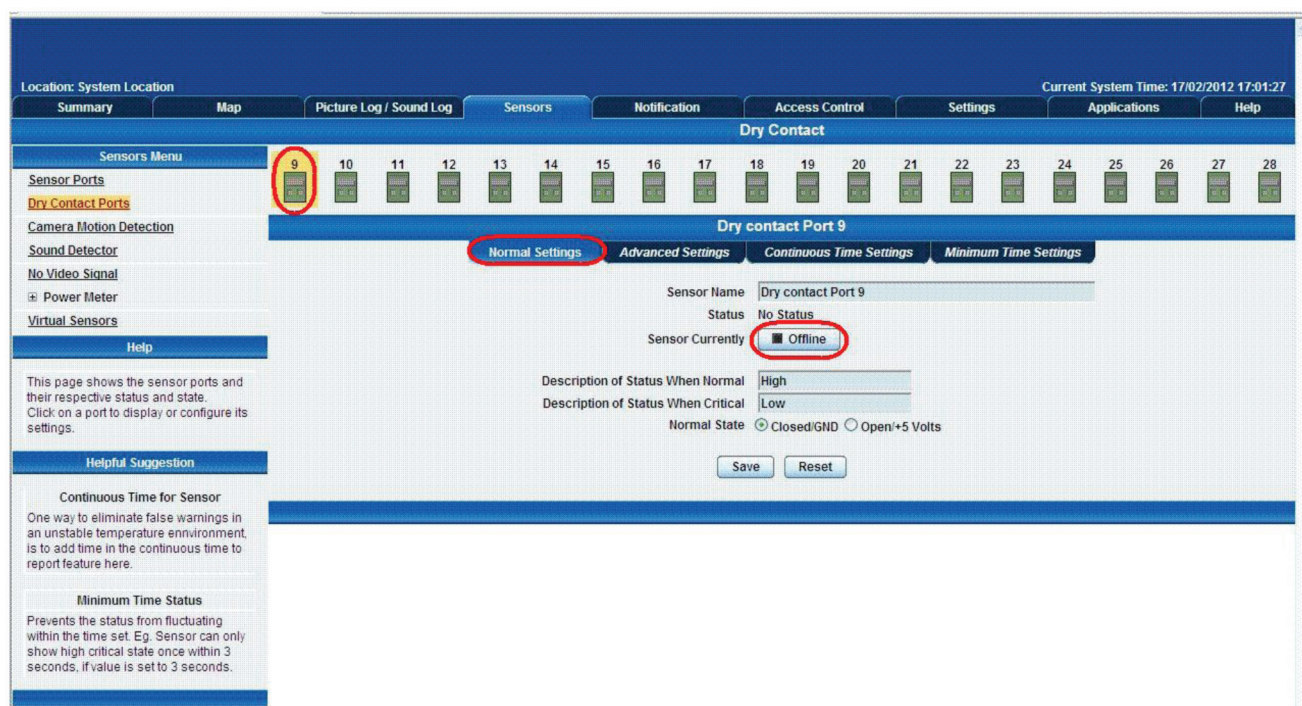 Location: System Location
Current System Time: 17/02/2012 17:01:27
Summary Map Picture Log / Sound Log Sensors Notification Access Control Settings Applications Help
Dry Contact
Sensors Menu
Sensor Ports
Dry Contact Ports
Camera Motion Detection
Sound Detector
No Video Signal
Power Meter
Virtual Sensors
Help
This page shows the sensor ports and
their respective status and state.
Click on a port to display or configure its
settings.
Helpful Suggestion
Continuous Time for Sensor
One way to eliminate false warnings in
an unstable temperature ennvironment,
is to add time in the continuous time to
report feature here.
Minimum Time Status
Prevents the status from fluctuating
within the time set. Eg. Sensor can only
show high critical state once within 3
seconds, if value is set to 3 seconds.
9 10 11 12 13 14 15 16 17 18 19 20 21 22 23 24 25 26 27 28
Dry contact Port 9
Normal Settings Advanced Settings Continuous Time Settings Minimum Time Settings
Sensor Name Dry contact Port 9
Status No Status
Sensor Currently Offline
Description of Status When Normal High
Description of Status When Critical Low
Normal State Closed/GND Open/+5 Volts
Save Reset